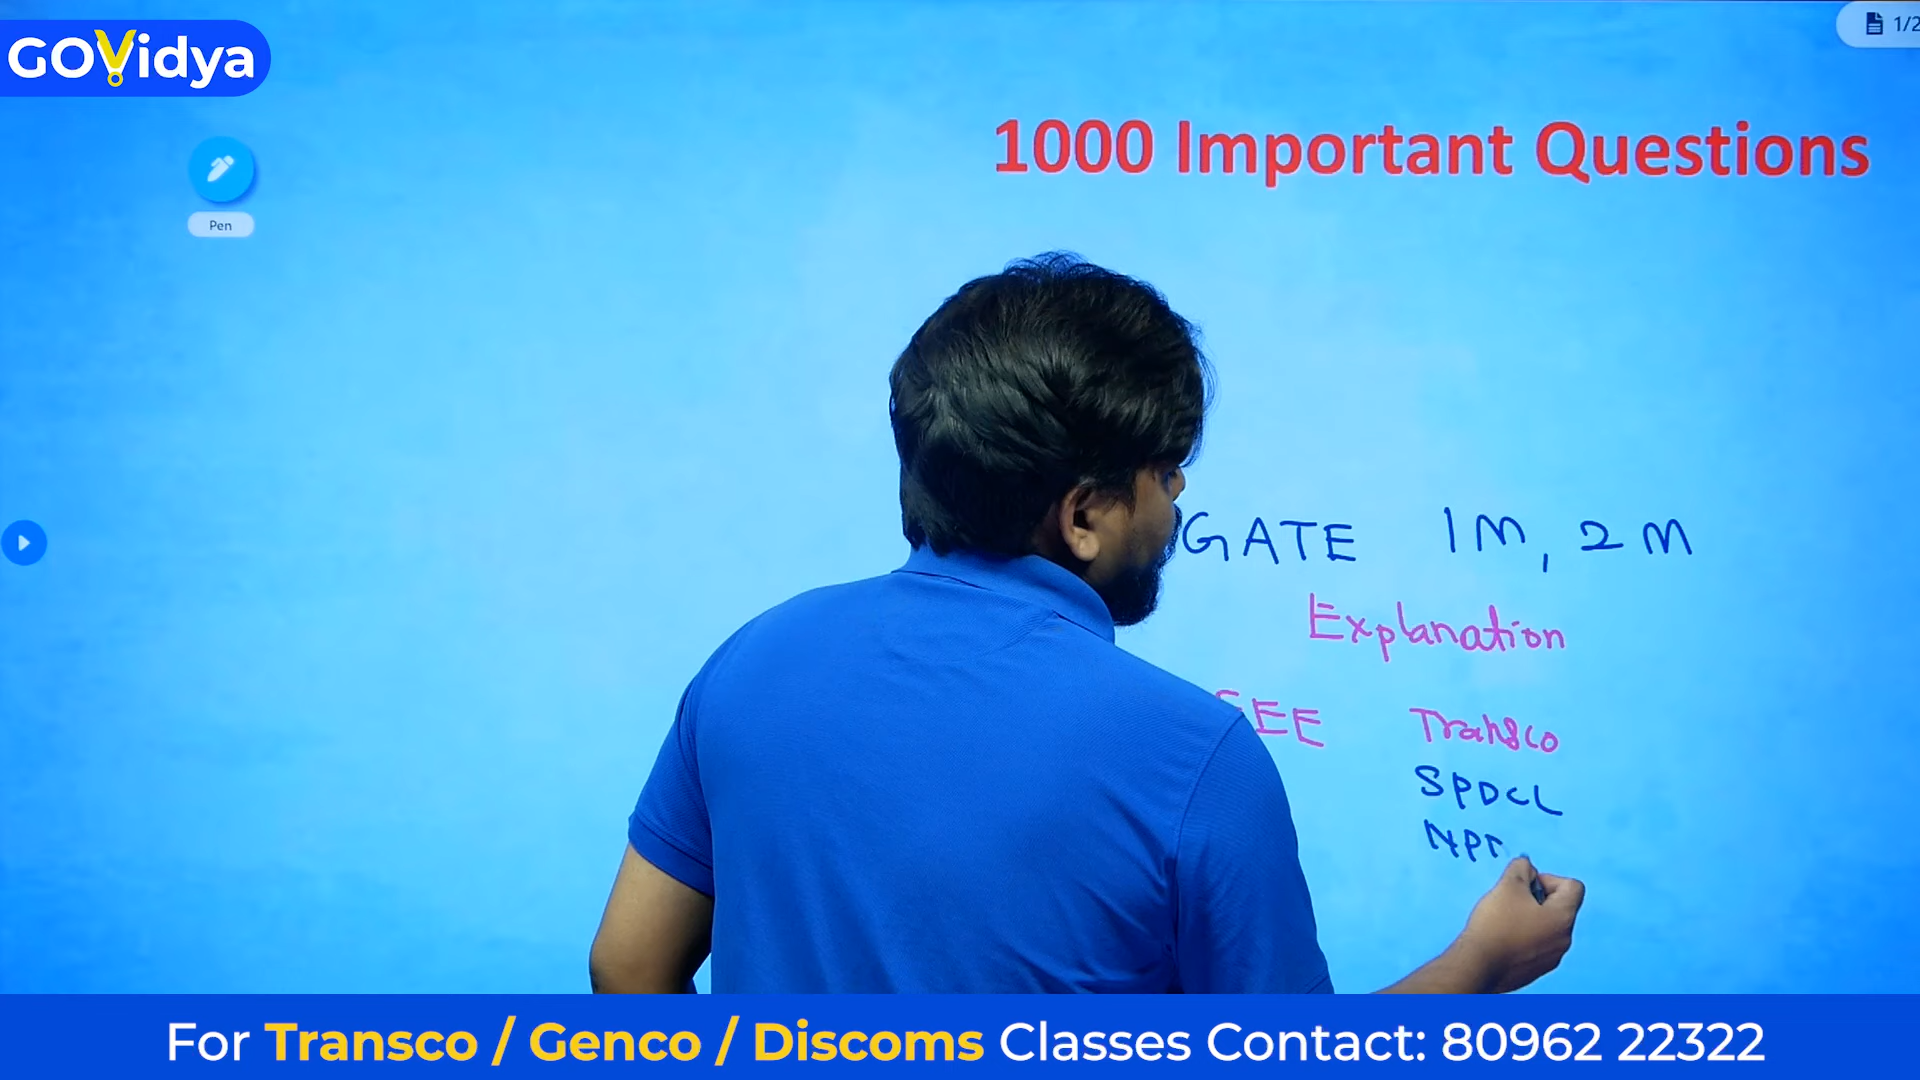 GOVidya
1/2
1000 Important Questions
Pen
GATE 1M, 2M
Explanation
EE Transco
SPDCL
NPD
For Transco / Genco / Discoms Classes Contact: 80962 22322